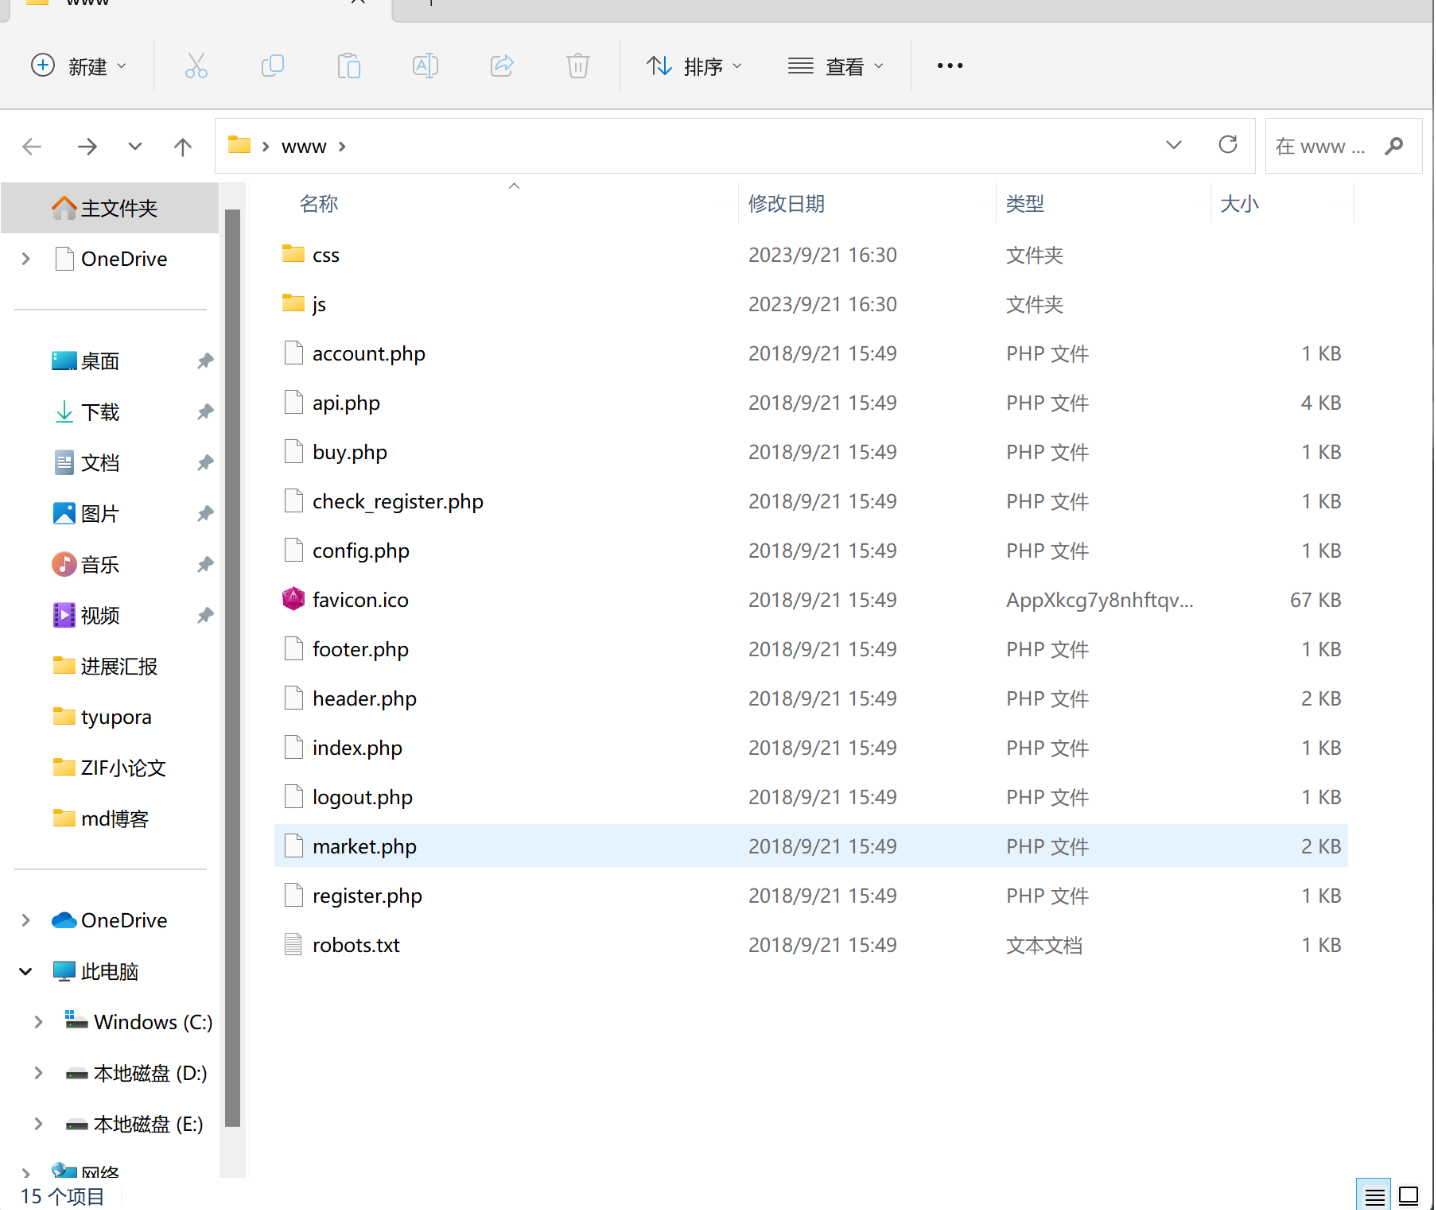 www
新建
排序
查看
www
在 www ...
主文件夹
OneDrive
桌面
下载
文档
图片
音乐
视频
进展汇报
tyupora
ZIF小论文
md博客
OneDrive
此电脑
Windows (C:)
本地磁盘 (D:)
本地磁盘 (E:)
网络
名称 修改日期 类型 大小
css 2023/9/21 16:30 文件夹
js 2023/9/21 16:30 文件夹
account.php 2018/9/21 15:49 PHP 文件 1 KB
api.php 2018/9/21 15:49 PHP 文件 4 KB
buy.php 2018/9/21 15:49 PHP 文件 1 KB
check_register.php 2018/9/21 15:49 PHP 文件 1 KB
config.php 2018/9/21 15:49 PHP 文件 1 KB
favicon.ico 2018/9/21 15:49 AppXkcg7y8nhftqv... 67 KB
footer.php 2018/9/21 15:49 PHP 文件 1 KB
header.php 2018/9/21 15:49 PHP 文件 2 KB
index.php 2018/9/21 15:49 PHP 文件 1 KB
logout.php 2018/9/21 15:49 PHP 文件 1 KB
market.php 2018/9/21 15:49 PHP 文件 2 KB
register.php 2018/9/21 15:49 PHP 文件 1 KB
robots.txt 2018/9/21 15:49 文本文档 1 KB
15 个项目